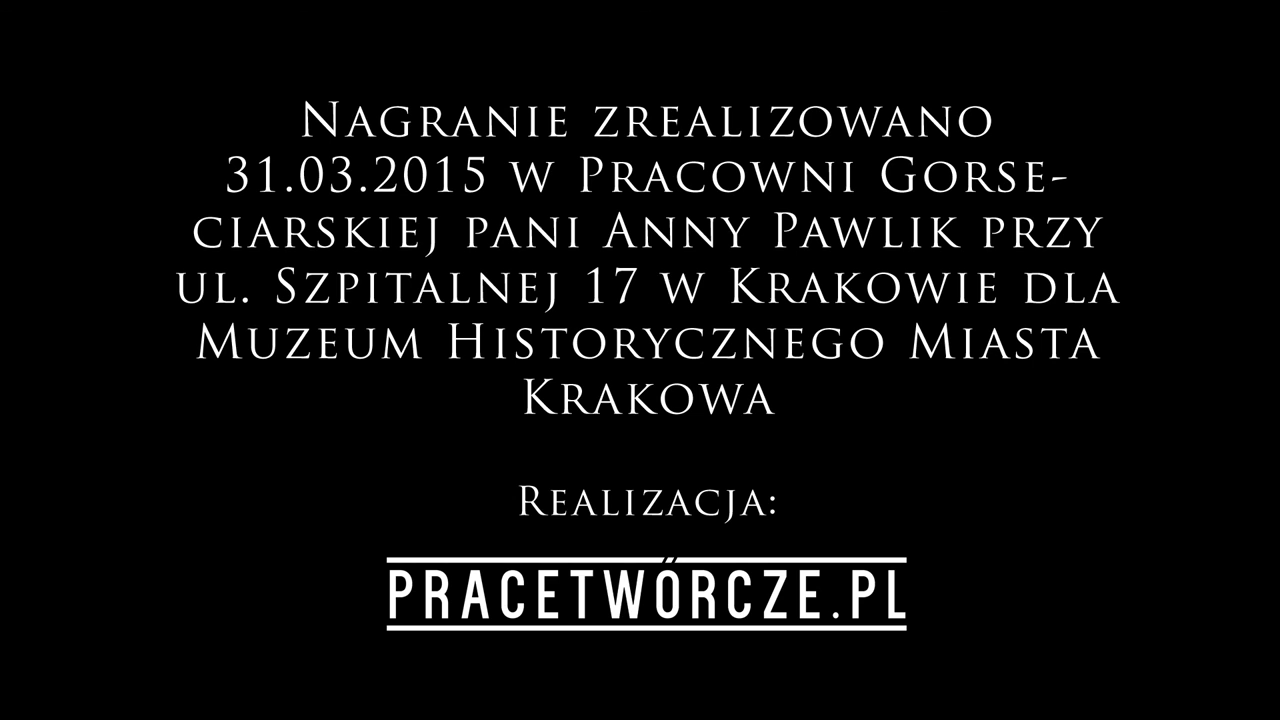 Nagranie zrealizowano
31.03.2015 w Pracowni Gorse-
ciarskiej pani Anny Pawlik przy
ul. Szpitalnej 17 w Krakowie dla
Muzeum Historycznego Miasta
Krakowa
Realizacja:
PRACETWÓRCZE.PL